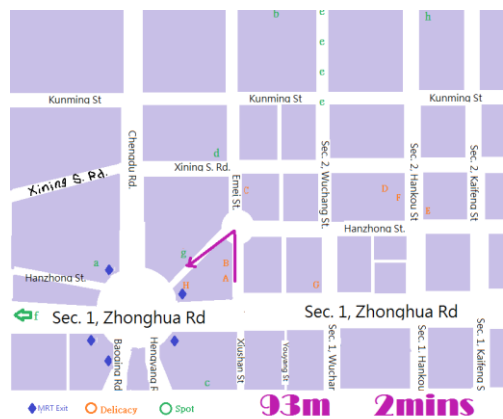 b
h
e
e
e
e
Kunming St
Kunming St
Kunming St
Chengdu Rd.
d
Xining S. Rd.
Xining S. Rd.
Emei St.
Sec. 2, Wuchang St.
Sec. 2, Hankou St
Sec. 2, Kaifeng St.
C
D
F
E
Hanzhong St.
a
g
B
A
H
G
Hanzhong St.
f
Sec. 1, Zhonghua Rd
Sec. 1, Zhonghua Rd
Baoqing Rd
Hengyang R
Xiushan St
Youyang St
Sec. 1, Wuchar
Sec. 1, Hankou
Sec. 1, Kaifeng S
c
MRT Exit
Delicacy
Spot
93m
2mins